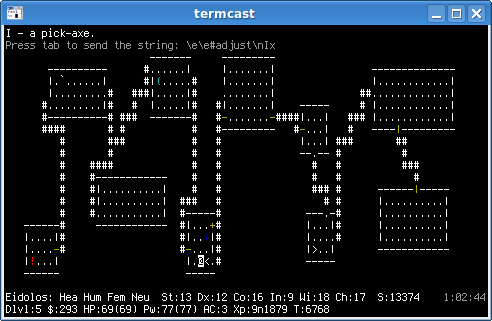 termcast
I - a pick-axe.
Press tab to send the string: \e\e#adjust\nIx
Eidolos: Hea Hum Fem Neu  St:13 Dx:12 Co:16 In:9 Wi:18 Ch:17  S:13374  1:02:44
Dlvl:5 $:293 HP:69(69) Pw:77(77) AC:3 Xp:9n1879 T:6768